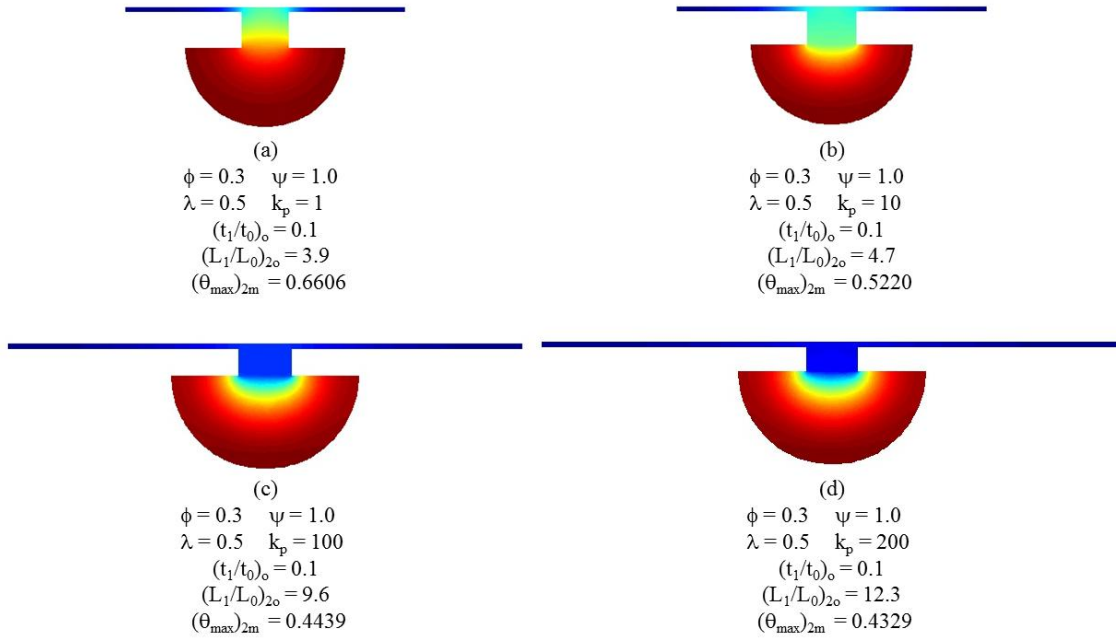 (a)
ϕ = 0.3 ψ = 1.0
λ = 0.5 kₚ = 1
(t₁/t₀)ₒ = 0.1
(L₁/L₀)₂ₒ = 3.9
(θₘₐₓ)₂ₘ = 0.6606
(b)
ϕ = 0.3 ψ = 1.0
λ = 0.5 kₚ = 10
(t₁/t₀)ₒ = 0.1
(L₁/L₀)₂ₒ = 4.7
(θₘₐₓ)₂ₘ = 0.5220
(c)
ϕ = 0.3 ψ = 1.0
λ = 0.5 kₚ = 100
(t₁/t₀)ₒ = 0.1
(L₁/L₀)₂ₒ = 9.6
(θₘₐₓ)₂ₘ = 0.4439
(d)
ϕ = 0.3 ψ = 1.0
λ = 0.5 kₚ = 200
(t₁/t₀)ₒ = 0.1
(L₁/L₀)₂ₒ = 12.3
(θₘₐₓ)₂ₘ = 0.4329